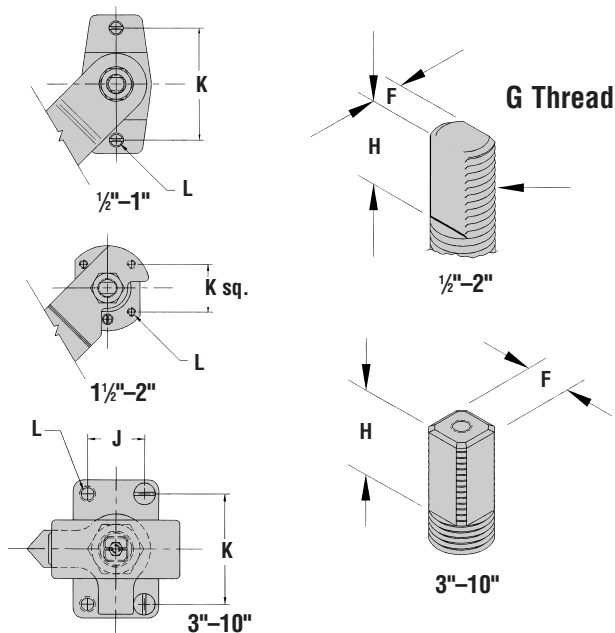 K
L
½"–1"
K sq.
L
1½"–2"
L
J
K
3"–10"
F
G Thread
H
½"–2"
F
H
3"–10"